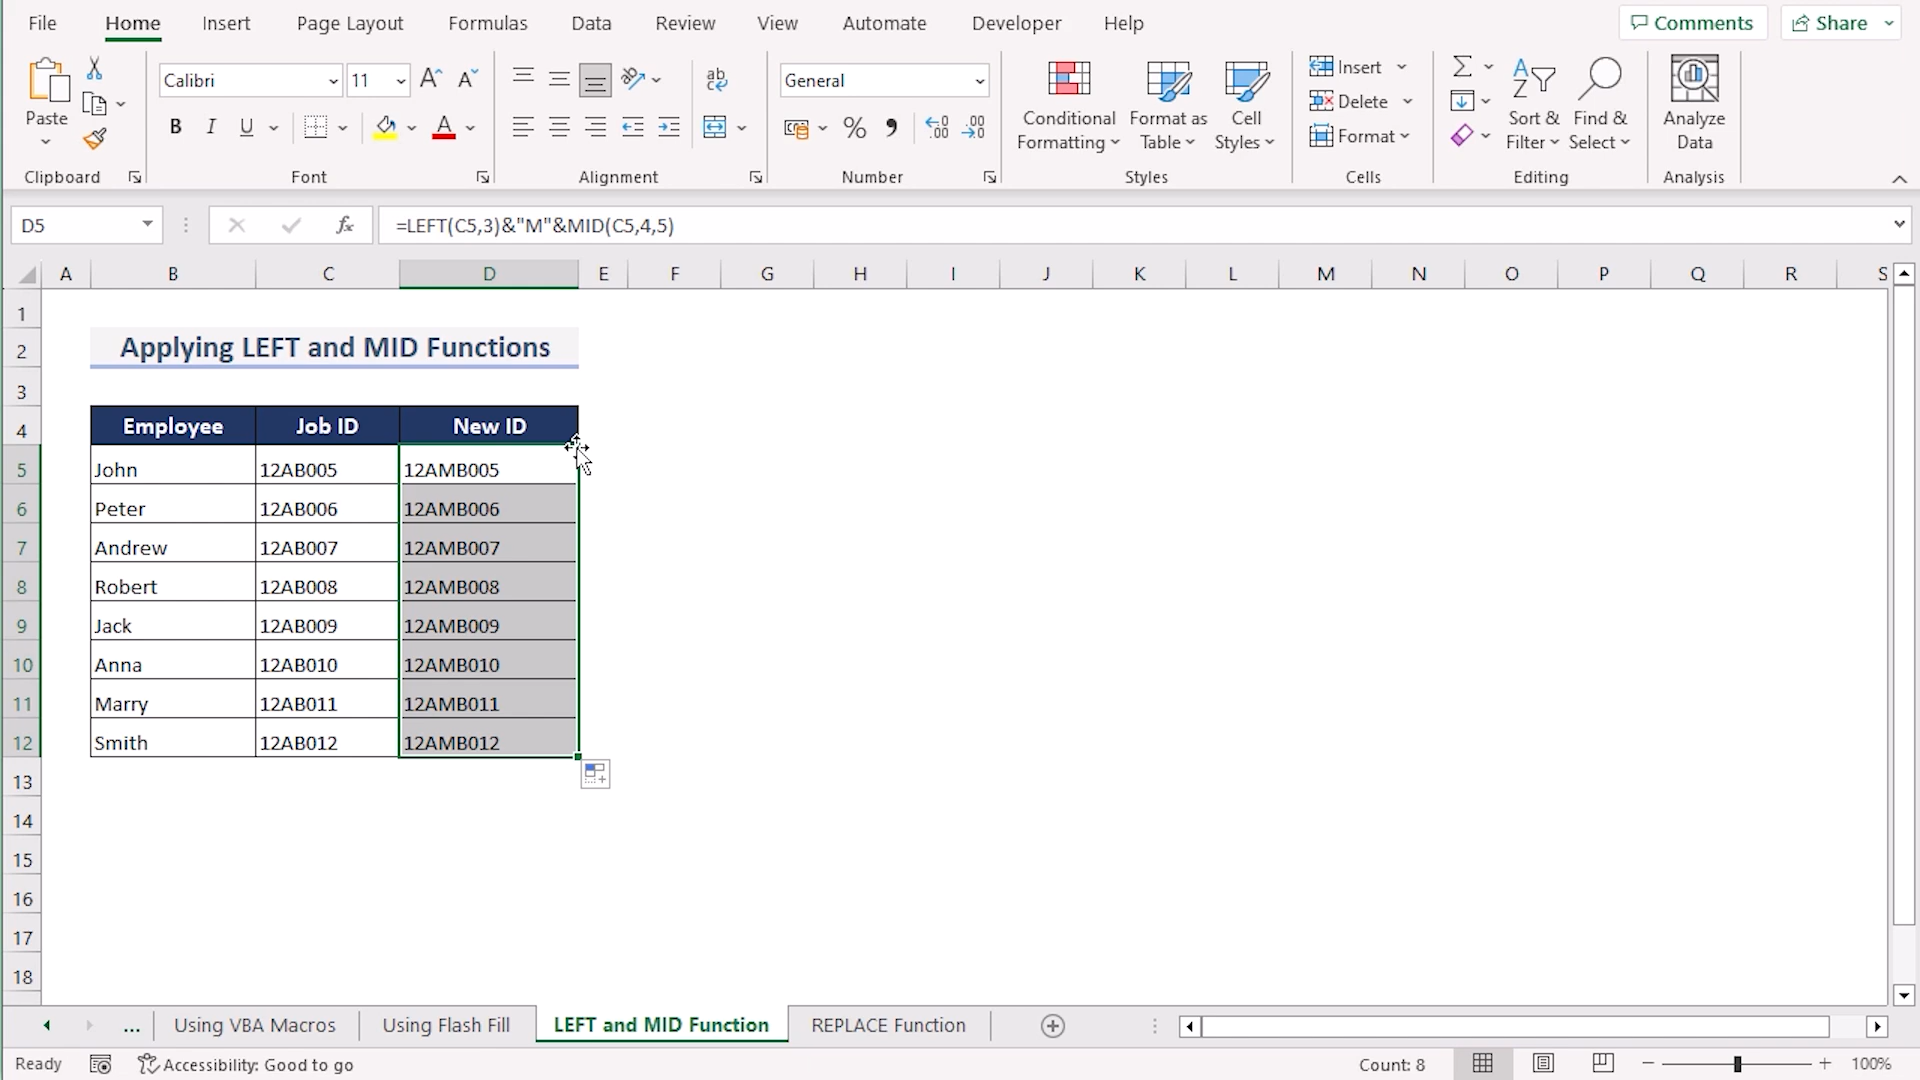 File Home Insert Page Layout Formulas Data Review View Automate Developer Help Comments Share
Paste Calibri 11 A A ab General Conditional Formatting Format as Table Cell Styles Insert Delete Format Sort & Filter Find & Select Analyze Data
B I U A % .00 .00
Clipboard Font Alignment Number Styles Cells Editing Analysis
D5 fx =LEFT(C5,3)&"M"&MID(C5,4,5)
A B C D E F G H I J K L M N O P Q R S
1
2 Applying LEFT and MID Functions
3
4 Employee Job ID New ID
5 John 12AB005 12AMB005
6 Peter 12AB006 12AMB006
7 Andrew 12AB007 12AMB007
8 Robert 12AB008 12AMB008
9 Jack 12AB009 12AMB009
10 Anna 12AB010 12AMB010
11 Marry 12AB011 12AMB011
12 Smith 12AB012 12AMB012
13
14
15
16
17
18
... Using VBA Macros Using Flash Fill LEFT and MID Function REPLACE Function
Ready Accessibility: Good to go Count: 8 100%